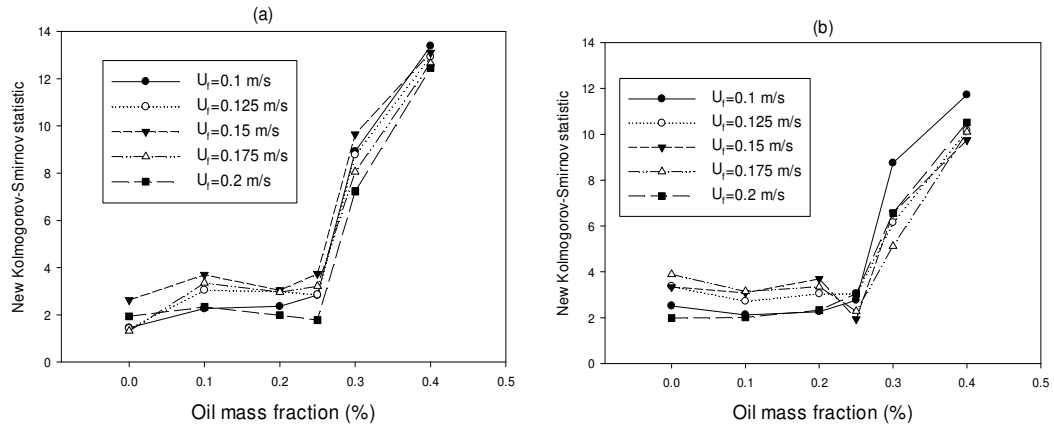 (a)
New Kolmogorov-Smirnov statistic
14
12
10
8
6
4
2
0
U_f=0.1 m/s
U_f=0.125 m/s
U_f=0.15 m/s
U_f=0.175 m/s
U_f=0.2 m/s
0.0 0.1 0.2 0.3 0.4 0.5
Oil mass fraction (%)
(b)
New Kolmogorov-Smirnov statistic
14
12
10
8
6
4
2
0
U_f=0.1 m/s
U_f=0.125 m/s
U_f=0.15 m/s
U_f=0.175 m/s
U_f=0.2 m/s
0.0 0.1 0.2 0.3 0.4 0.5
Oil mass fraction (%)